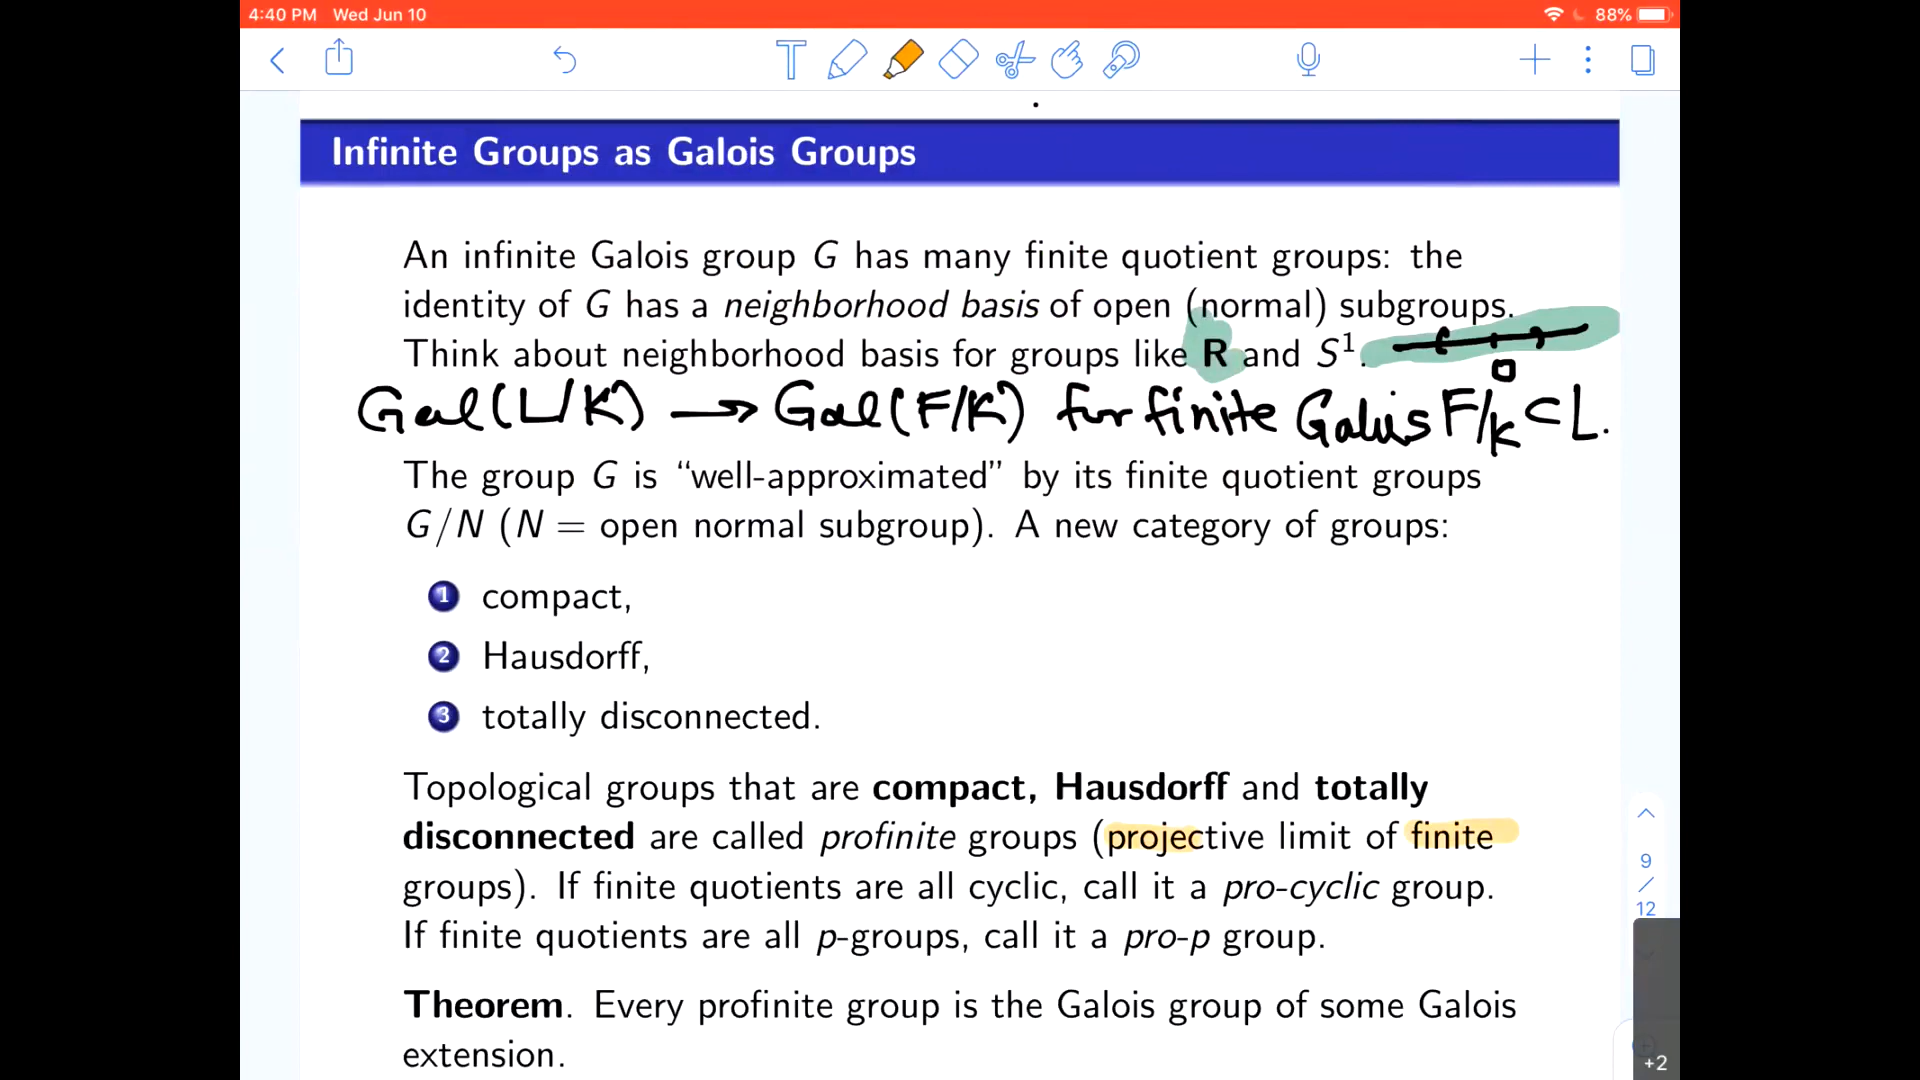 4:40 PM Wed Jun 10 88%
Infinite Groups as Galois Groups
An infinite Galois group G has many finite quotient groups: the
identity of G has a neighborhood basis of open (normal) subgroups.
Think about neighborhood basis for groups like R and S¹.
0
Gal(L/K) → Gal(F/K) for finite Galois F/K ⊂ L.
The group G is “well-approximated” by its finite quotient groups
G/N (N = open normal subgroup). A new category of groups:
1 compact,
2 Hausdorff,
3 totally disconnected.
Topological groups that are compact, Hausdorff and totally
disconnected are called profinite groups (projective limit of finite
groups). If finite quotients are all cyclic, call it a pro-cyclic group.
If finite quotients are all p-groups, call it a pro-p group.
Theorem. Every profinite group is the Galois group of some Galois
extension.
9
/
12
+2